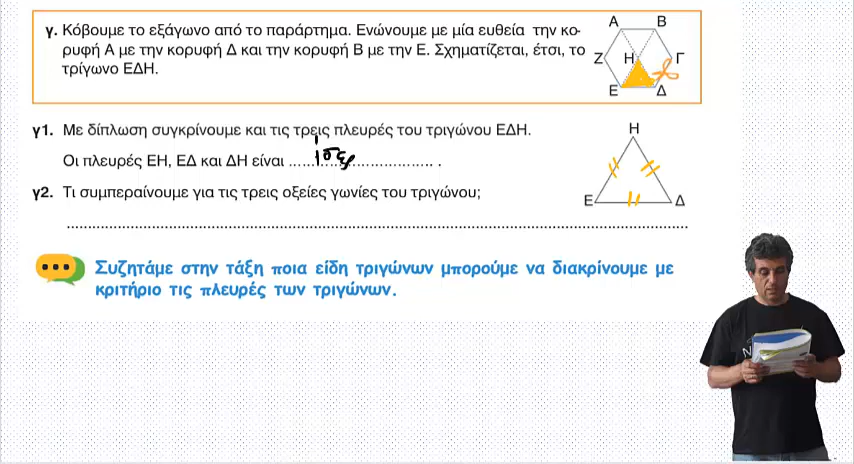 γ. Κόβουμε το εξάγωνο από το παράρτημα. Ενώνουμε με μία ευθεία την κο-
ρυφή Α με την κορυφή Δ και την κορυφή Β με την Ε. Σχηματίζεται, έτσι, το
τρίγωνο ΕΔΗ.
Α Β
Ζ Η Γ
Ε Δ
γ1. Με δίπλωση συγκρίνουμε και τις τρεις πλευρές του τριγώνου ΕΔΗ.
Οι πλευρές ΕΗ, ΕΔ και ΔΗ είναι ...ίσες... .
Η
Ε Δ
γ2. Τι συμπεραίνουμε για τις τρεις οξείες γωνίες του τριγώνου;
Συζητάμε στην τάξη ποια είδη τριγώνων μπορούμε να διακρίνουμε με
κριτήριο τις πλευρές των τριγώνων.